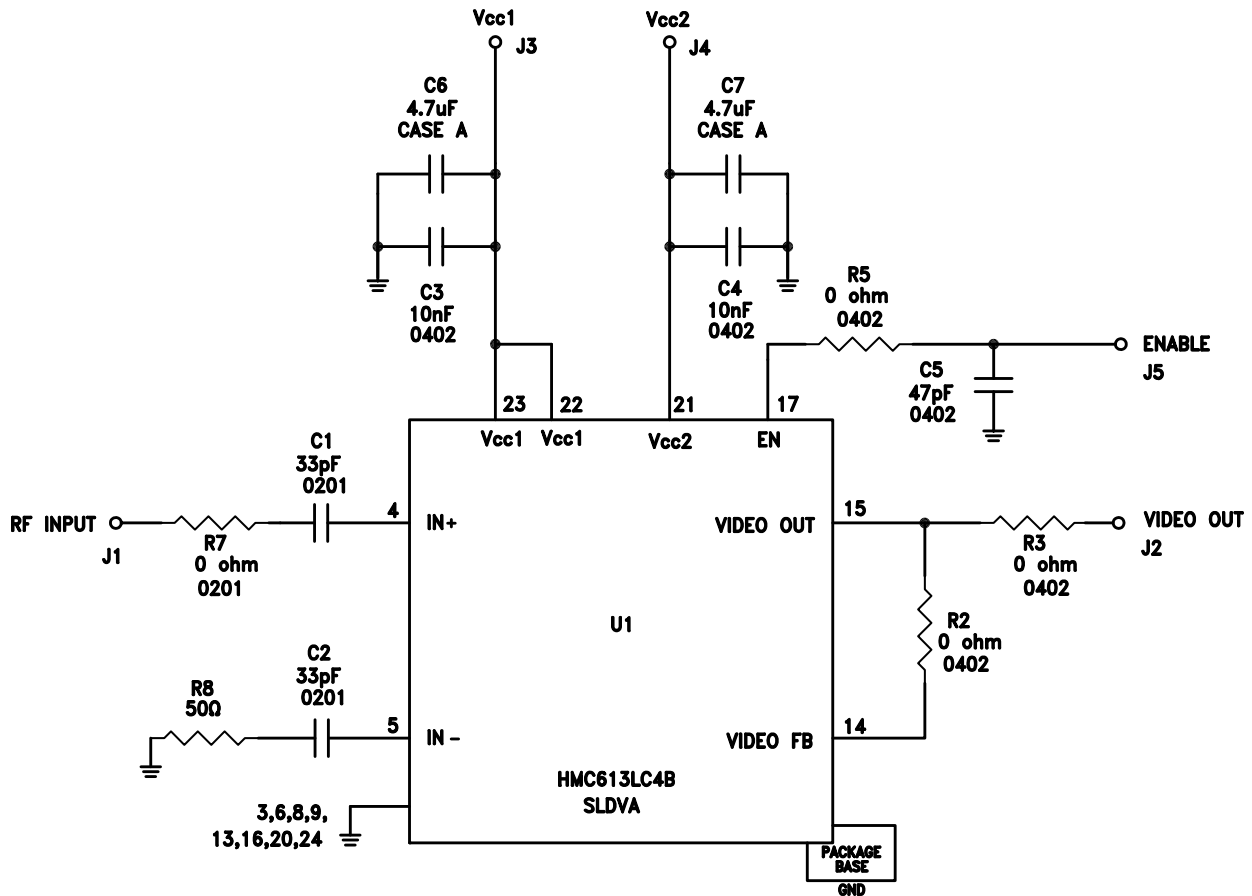 Vcc1
J3
Vcc2
J4
C6
4.7uF
CASE A
C7
4.7uF
CASE A
C3
10nF
0402
C4
10nF
0402
R5
0 ohm
0402
ENABLE
J5
C5
47pF
0402
23
22
21
17
Vcc1
Vcc1
Vcc2
EN
C1
33pF
0201
RF INPUT
J1
R7
0 ohm
0201
4
IN+
VIDEO OUT
15
R3
0 ohm
0402
VIDEO OUT
J2
U1
R2
0 ohm
0402
C2
33pF
0201
R8
50Ω
5
IN-
VIDEO FB
14
HMC613LC4B
SLDVA
3,6,8,9,
13,16,20,24
PACKAGE
BASE
GND